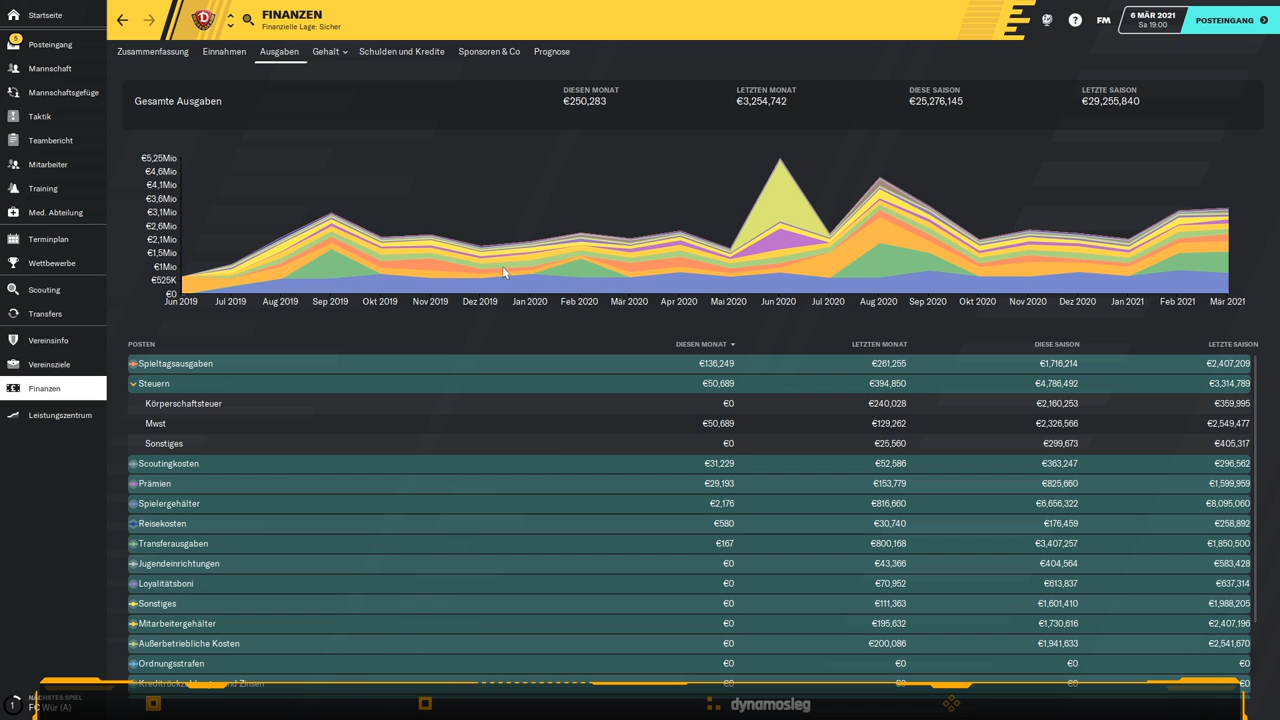 Startseite
5
Posteingang
Mannschaft
Mannschaftsgefüge
Taktik
Teambericht
Mitarbeiter
Training
Med. Abteilung
Terminplan
Wettbewerbe
Scouting
Transfers
Vereinsinfo
Vereinsziele
Finanzen
Leistungszentrum
FINANZEN
Finanzielle Lage: Sicher
? FM
6 MÄR 2021
Sa 19:00
POSTEINGANG
Zusammenfassung Einnahmen Ausgaben Gehalt Schulden und Kredite Sponsoren & Co Prognose
DIESEN MONAT LETZTEN MONAT DIESE SAISON LETZTE SAISON
Gesamte Ausgaben €250,283 €3,254,742 €25,276,145 €29,255,840
€5,25Mio
€4,6Mio
€4,1Mio
€3,6Mio
€3,1Mio
€2,6Mio
€2,1Mio
€1,5Mio
€1Mio
€525K
€0
Jun 2019 Jul 2019 Aug 2019 Sep 2019 Okt 2019 Nov 2019 Dez 2019 Jan 2020 Feb 2020 Mär 2020 Apr 2020 Mai 2020 Jun 2020 Jul 2020 Aug 2020 Sep 2020 Okt 2020 Nov 2020 Dez 2020 Jan 2021 Feb 2021 Mär 2021
POSTEN DIESEN MONAT LETZTEN MONAT DIESE SAISON LETZTE SAISON
Spieltagsausgaben €136,249 €261,255 €1,716,214 €2,407,209
Steuern €50,689 €394,850 €4,786,492 €3,314,789
Körperschaftsteuer €0 €240,028 €2,160,253 €359,995
Mwst €50,689 €129,262 €2,326,566 €2,549,477
Sonstiges €0 €25,560 €299,673 €405,317
Scoutingkosten €31,229 €52,586 €363,247 €296,562
Prämien €29,193 €153,779 €825,660 €1,599,959
Spielergehälter €2,176 €816,660 €6,656,322 €8,095,060
Reisekosten €580 €30,740 €176,459 €258,892
Transferausgaben €167 €800,168 €3,407,257 €1,850,500
Jugendeinrichtungen €0 €43,366 €404,564 €583,428
Loyalitätsboni €0 €70,952 €613,837 €637,314
Sonstiges €0 €111,363 €1,601,410 €1,988,205
Mitarbeitergehälter €0 €195,632 €1,730,616 €2,407,196
Außerbetriebliche Kosten €0 €200,086 €1,941,633 €2,541,670
Ordnungsstrafen €0 €0 €0 €0
Kreditrückzahlungen und Zinsen €0 €0 €0 €0
1
NÄCHSTES SPIEL
FC Wür (A)
dynamosleg